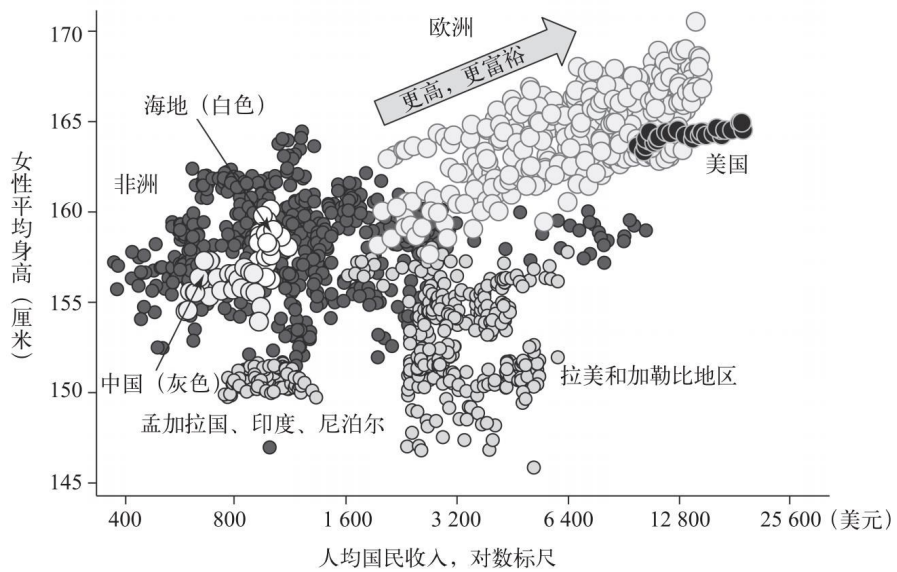 欧洲
更高，更富裕
海地（白色）
非洲
美国
中国（灰色）
孟加拉国、印度、尼泊尔
拉美和加勒比地区
女性平均身高（厘米）
170
165
160
155
150
145
400 800 1 600 3 200 6 400 12 800 25 600（美元）
人均国民收入，对数标尺